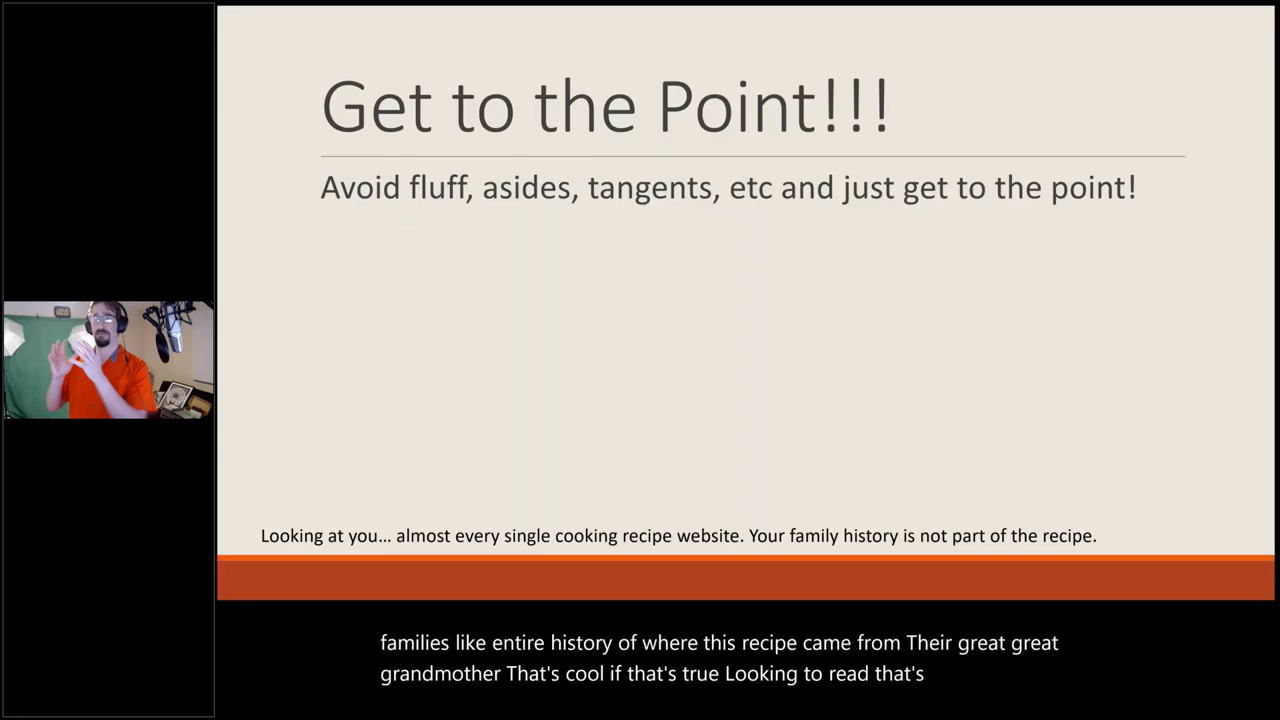 Get to the Point!!!
Avoid fluff, asides, tangents, etc and just get to the point!
Looking at you… almost every single cooking recipe website. Your family history is not part of the recipe.
families like entire history of where this recipe came from Their great great
grandmother That's cool if that's true Looking to read that's